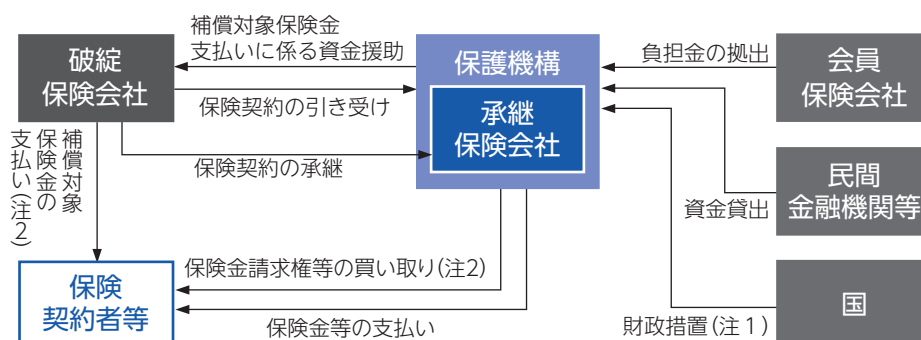 補償対象保険金
支払いに係る資金援助
破綻
保険会社
保険契約の引き受け
保険契約の承継
補償対象
保険金の
支払い(注2)
保護機構
承継
保険会社
負担金の拠出
会員
保険会社
資金貸出
民間
金融機関等
財政措置(注1)
国
保険金請求権等の買い取り(注2)
保険金等の支払い
保険
契約者等